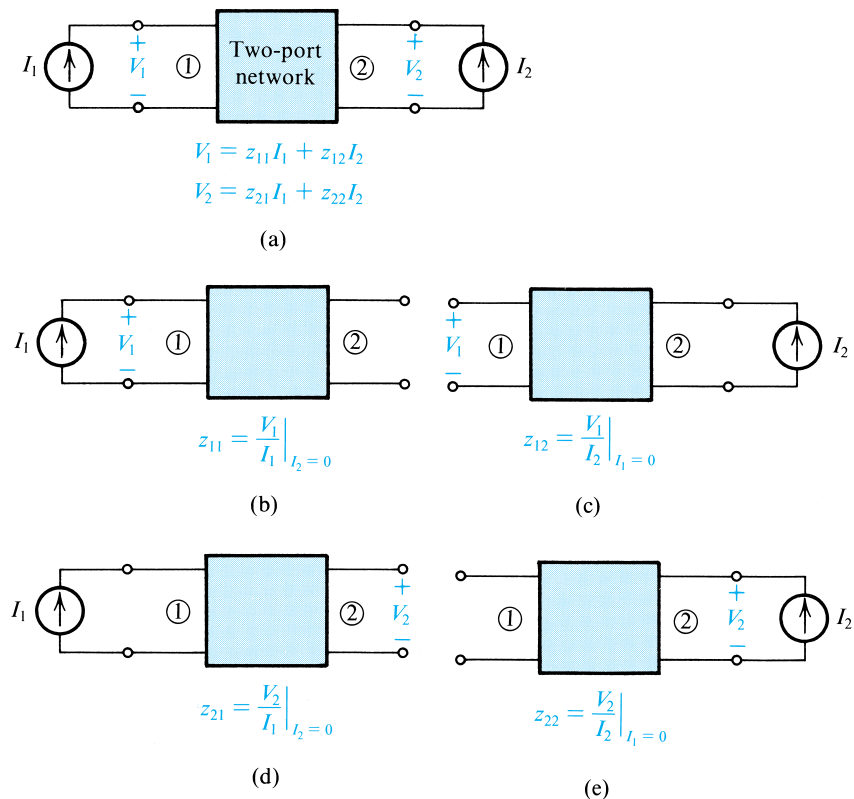 I₁ + V₁ − ① Two-port network ② + V₂ − I₂
V₁ = z₁₁I₁ + z₁₂I₂
V₂ = z₂₁I₁ + z₂₂I₂
(a)
I₁ + V₁ − ① ②
z₁₁ = V₁/I₁ |I₂ = 0
(b)
+ V₁ − ① ② I₂
z₁₂ = V₁/I₂ |I₁ = 0
(c)
I₁ ① ② + V₂ −
z₂₁ = V₂/I₁ |I₂ = 0
(d)
① ② + V₂ − I₂
z₂₂ = V₂/I₂ |I₁ = 0
(e)